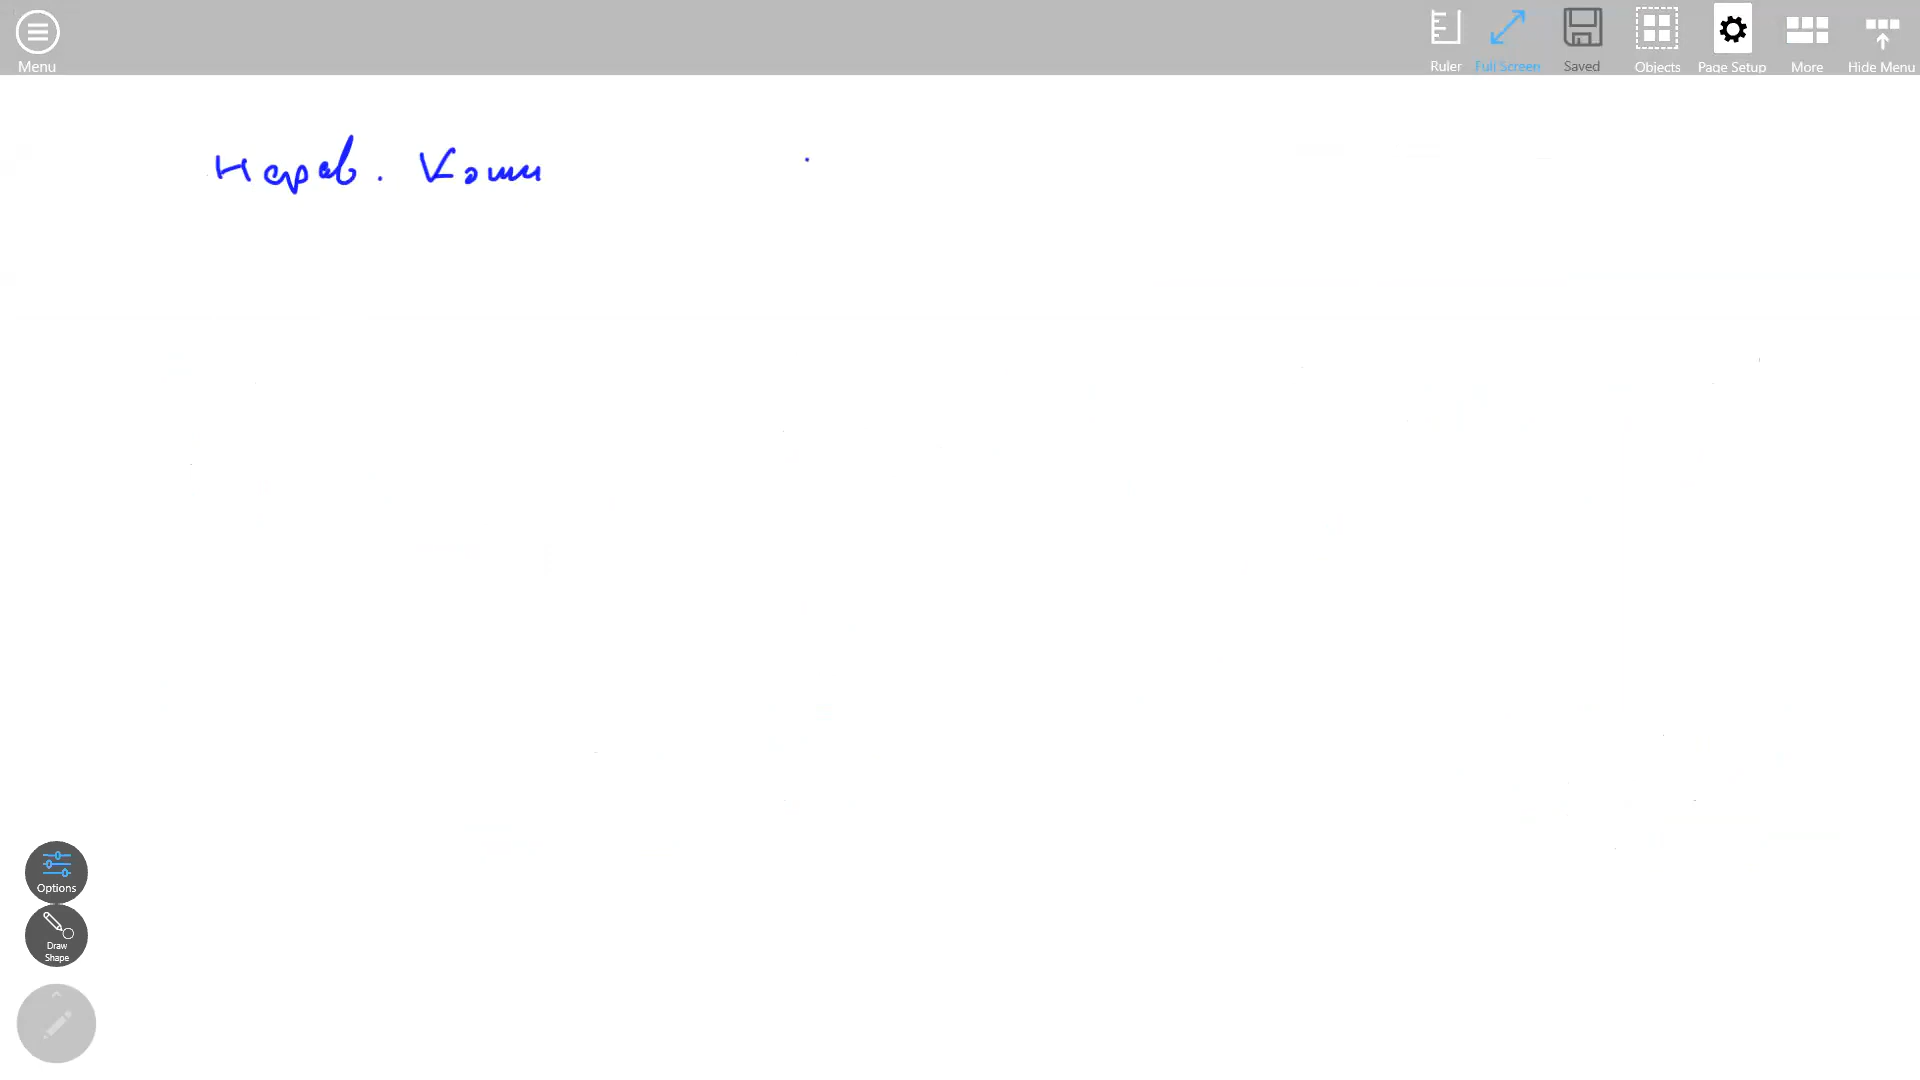 Menu
Ruler Full Screen Saved Objects Page Setup More Hide Menu
Нерав. Коши
Options
Draw
Shape